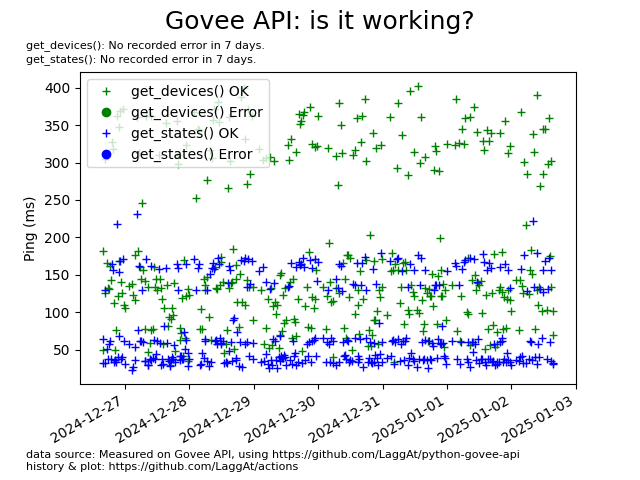 Govee API: is it working?
get_devices(): No recorded error in 7 days.
get_states(): No recorded error in 7 days.
get_devices() OK
get_devices() Error
get_states() OK
get_states() Error
Ping (ms)
400
350
300
250
200
150
100
50
2024-12-27
2024-12-28
2024-12-29
2024-12-30
2024-12-31
2025-01-01
2025-01-02
2025-01-03
data source: Measured on Govee API, using https://github.com/LaggAt/python-govee-api
history & plot: https://github.com/LaggAt/actions